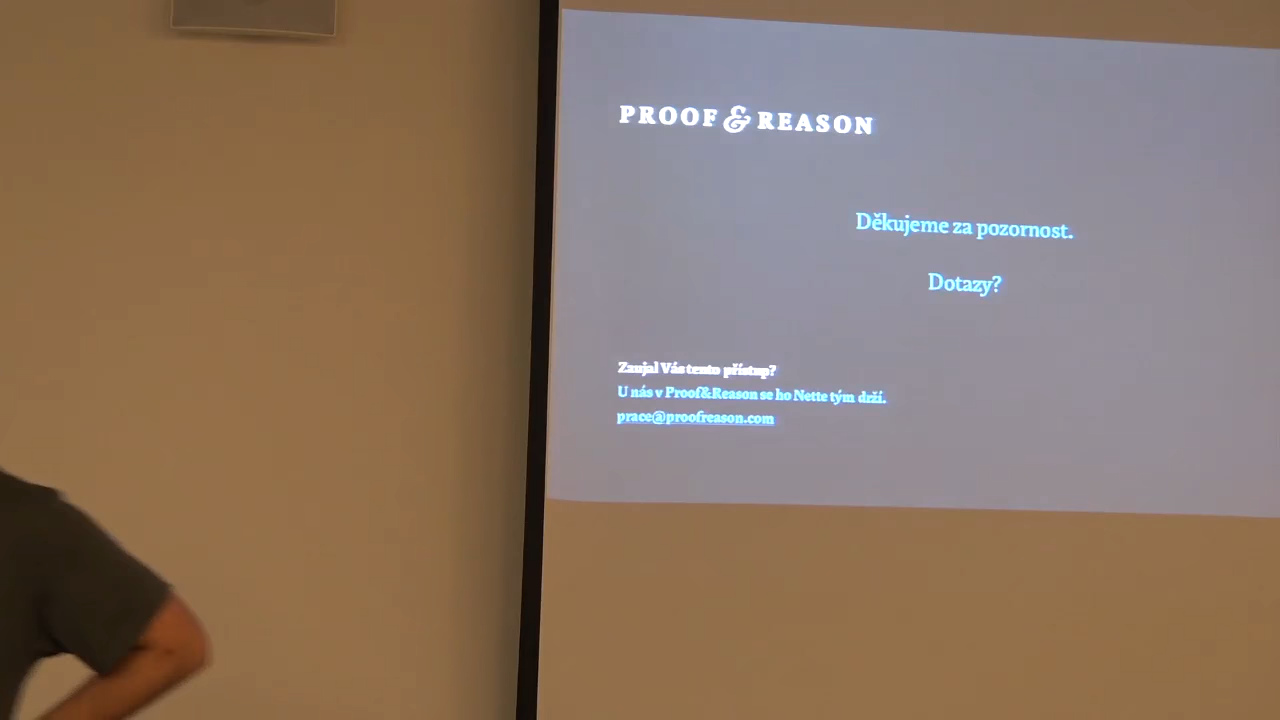 PROOF & REASON
Děkujeme za pozornost.
Dotazy?
Zaujal Vás tento přístup?
U nás v Proof&Reason se ho Nette tým drží.
prace@proofreason.com